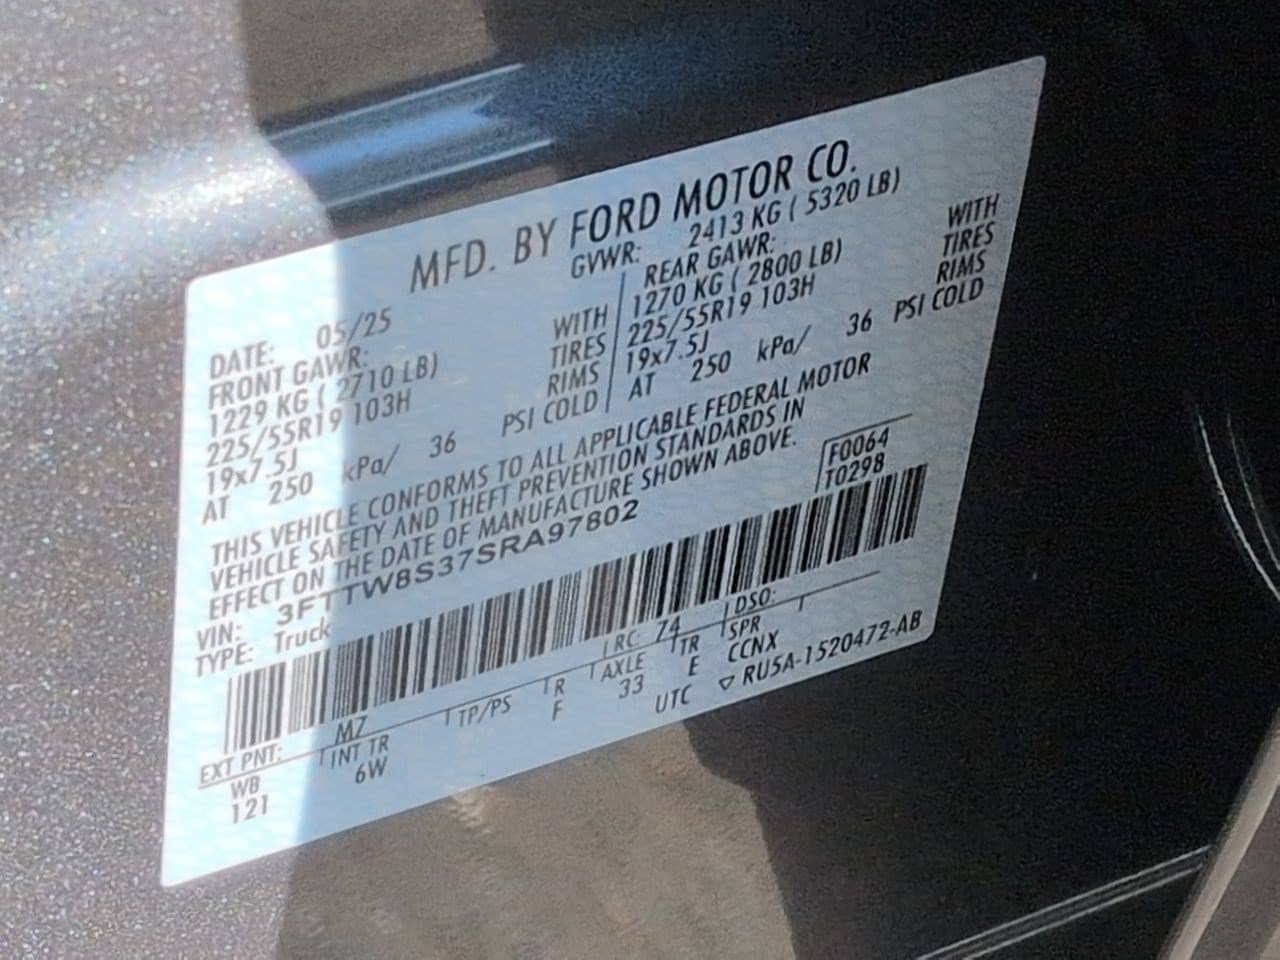 MFD. BY FORD MOTOR CO.
DATE: 05/25 GVWR: 2413 KG ( 5320 LB)
FRONT GAWR: REAR GAWR:
1229 KG ( 2710 LB) WITH 1270 KG ( 2800 LB) WITH
225/55R19 103H TIRES 225/55R19 103H TIRES
19x7.5J RIMS 19x7.5J RIMS
AT 250 kPa/ 36 PSI COLD AT 250 kPa/ 36 PSI COLD
THIS VEHICLE CONFORMS TO ALL APPLICABLE FEDERAL MOTOR
VEHICLE SAFETY AND THEFT PREVENTION STANDARDS IN
EFFECT ON THE DATE OF MANUFACTURE SHOWN ABOVE.
VIN: 3FTTW8S37SRA97802 F0064
TYPE: Truck T0298
EXT PNT: M7 RC: 74 DSO:
WB INT TR TP/PS R AXLE TR SPR
121 6W F 33 E CCNX
UTC ▽ RU5A-1520472-AB